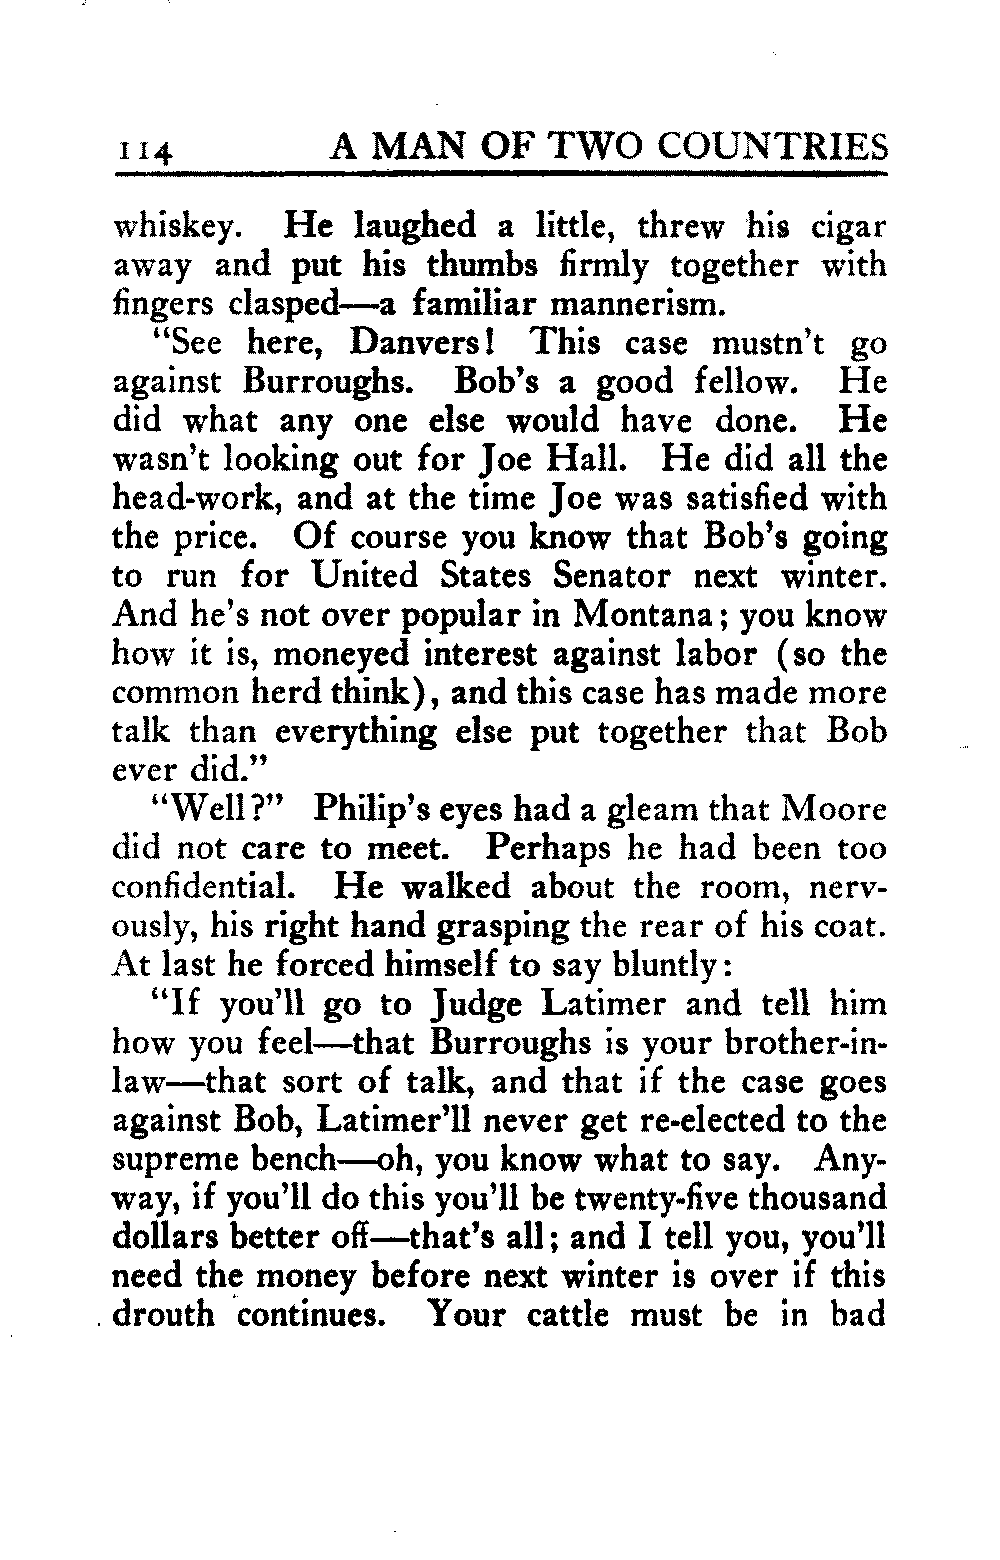 114 A MAN OF TWO COUNTRIES
whiskey. He laughed a little, threw his cigar
away and put his thumbs firmly together with
fingers clasped—a familiar mannerism.
“See here, Danvers! This case mustn't go
against Burroughs. Bob's a good fellow. He
did what any one else would have done. He
wasn't looking out for Joe Hall. He did all the
head-work, and at the time Joe was satisfied with
the price. Of course you know that Bob's going
to run for United States Senator next winter.
And he's not over popular in Montana; you know
how it is, moneyed interest against labor (so the
common herd think), and this case has made more
talk than everything else put together that Bob
ever did.”
“Well?” Philip's eyes had a gleam that Moore
did not care to meet. Perhaps he had been too
confidential. He walked about the room, nerv-
ously, his right hand grasping the rear of his coat.
At last he forced himself to say bluntly:
“If you'll go to Judge Latimer and tell him
how you feel—that Burroughs is your brother-in-
law—that sort of talk, and that if the case goes
against Bob, Latimer'll never get re-elected to the
supreme bench—oh, you know what to say. Any-
way, if you'll do this you'll be twenty-five thousand
dollars better off—that's all; and I tell you, you'll
need the money before next winter is over if this
drouth continues. Your cattle must be in bad